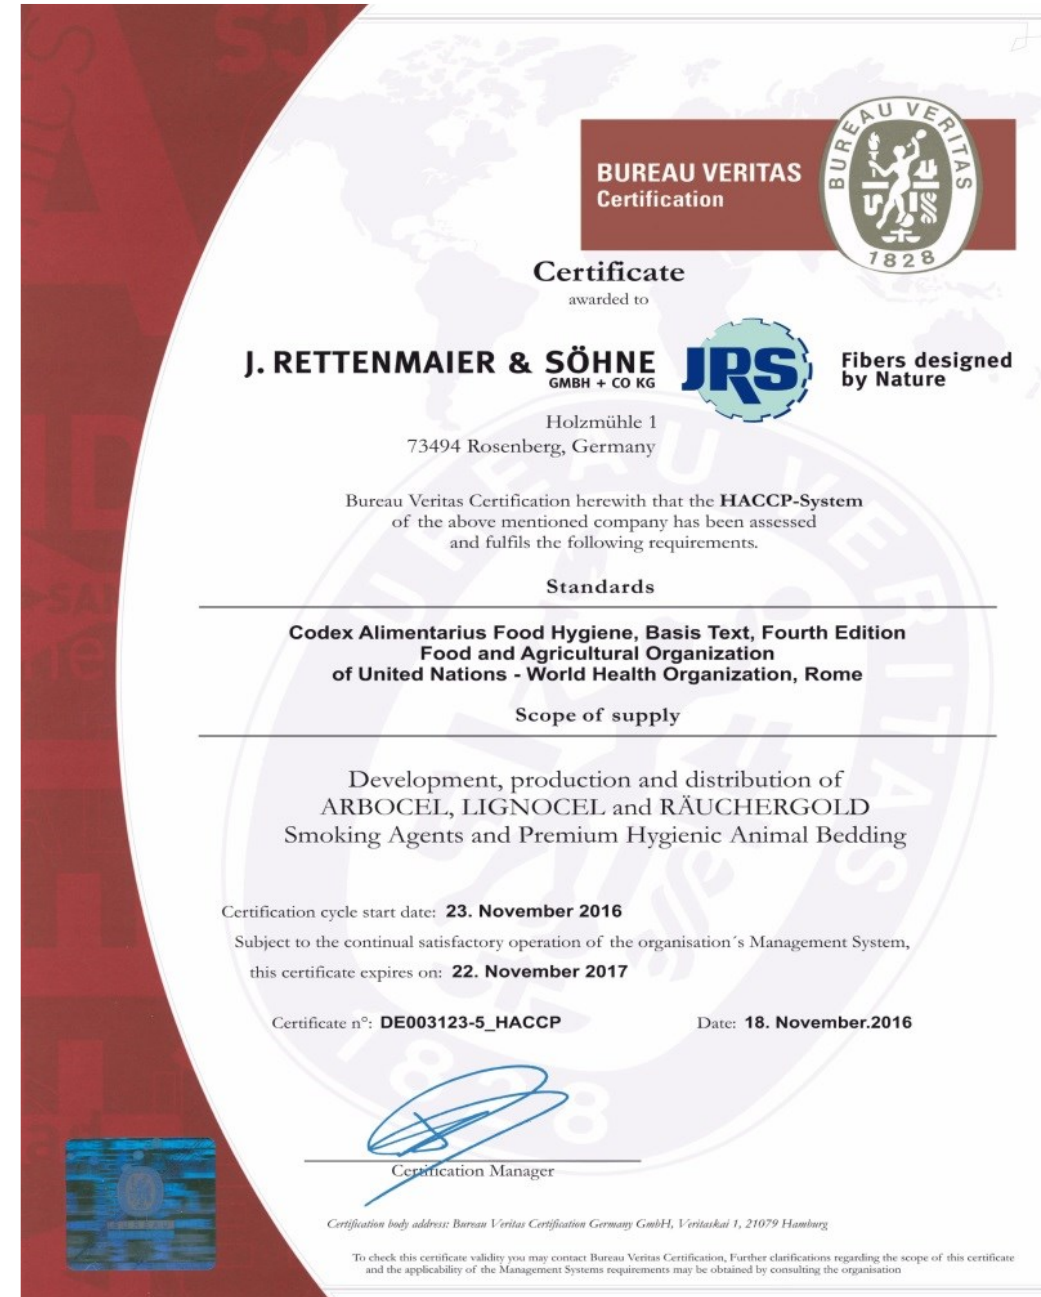 BUREAU VERITAS
Certification
BUREAU VERITAS
1828
Certificate
awarded to
J. RETTENMAIER & SÖHNE
GMBH + CO KG
JRS
Fibers designed
by Nature
Holzmühle 1
73494 Rosenberg, Germany
Bureau Veritas Certification herewith that the HACCP-System
of the above mentioned company has been assessed
and fulfils the following requirements.
Standards
Codex Alimentarius Food Hygiene, Basis Text, Fourth Edition
Food and Agricultural Organization
of United Nations - World Health Organization, Rome
Scope of supply
Development, production and distribution of
ARBOCEL, LIGNOCEL and RÄUCHERGOLD
Smoking Agents and Premium Hygienic Animal Bedding
Certification cycle start date: 23. November 2016
Subject to the continual satisfactory operation of the organisation´s Management System,
this certificate expires on: 22. November 2017
Certificate n°: DE003123-5_HACCP Date: 18. November.2016
Certification Manager
Certification body address: Bureau Veritas Certification Germany GmbH, Veritaskai 1, 21079 Hamburg
To check this certificate validity you may contact Bureau Veritas Certification, Further clarifications regarding the scope of this certificate
and the applicability of the Management Systems requirements may be obtained by consulting the organisation